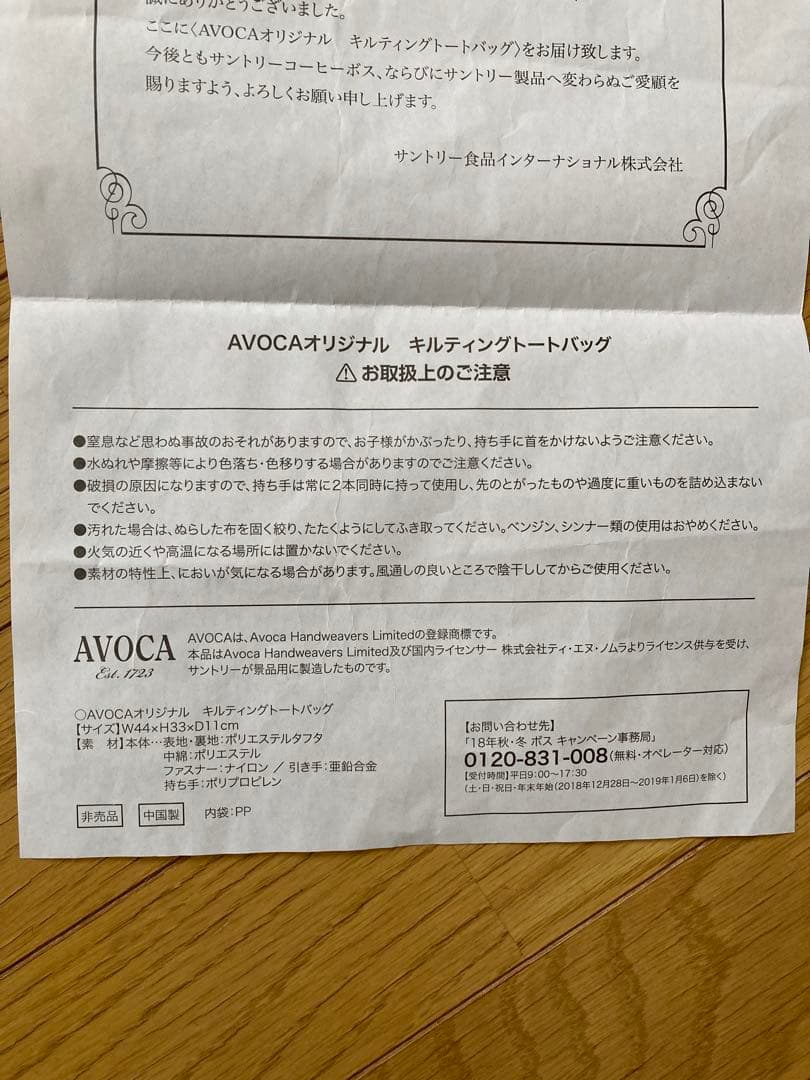 誠にありがとうございました。
ここに〈AVOCAオリジナル　キルティングトートバッグ〉をお届け致します。
今後ともサントリーコーヒーボス、ならびにサントリー製品へ変わらぬご愛顧を
賜りますよう、よろしくお願い申し上げます。
サントリー食品インターナショナル株式会社
AVOCAオリジナル　キルティングトートバッグ
⚠お取扱上のご注意
●窒息など思わぬ事故のおそれがありますので、お子様がかぶったり、持ち手に首をかけないようご注意ください。
●水ぬれや摩擦等により色落ち・色移りする場合がありますのでご注意ください。
●破損の原因になりますので、持ち手は常に2本同時に持って使用し、先のとがったものや過度に重いものを詰め込まない
でください。
●汚れた場合は、ぬらした布を固く絞り、たたくようにしてふき取ってください。ベンジン、シンナー類の使用はおやめください。
●火気の近くや高温になる場所には置かないでください。
●素材の特性上、においが気になる場合があります。風通しの良いところで陰干ししてからご使用ください。
AVOCA
Est. 1723
AVOCAは、Avoca Handweavers Limitedの登録商標です。
本品はAvoca Handweavers Limited及び国内ライセンサー 株式会社ティ・エヌ・ノムラよりライセンス供与を受け、
サントリーが景品用に製造したものです。
○AVOCAオリジナル　キルティングトートバッグ
【サイズ】W44×H33×D11cm
【素　材】本体…表地・裏地：ポリエステルタフタ
中綿：ポリエステル
ファスナー：ナイロン ／ 引き手：亜鉛合金
持ち手：ポリプロピレン
非売品　中国製　内袋：PP
【お問い合わせ先】
「'18年秋・冬 ボス キャンペーン事務局」
0120-831-008（無料・オペレーター対応）
【受付時間】平日9：00〜17：30
（土・日・祝日・年末年始（2018年12月28日〜2019年1月6日）を除く）